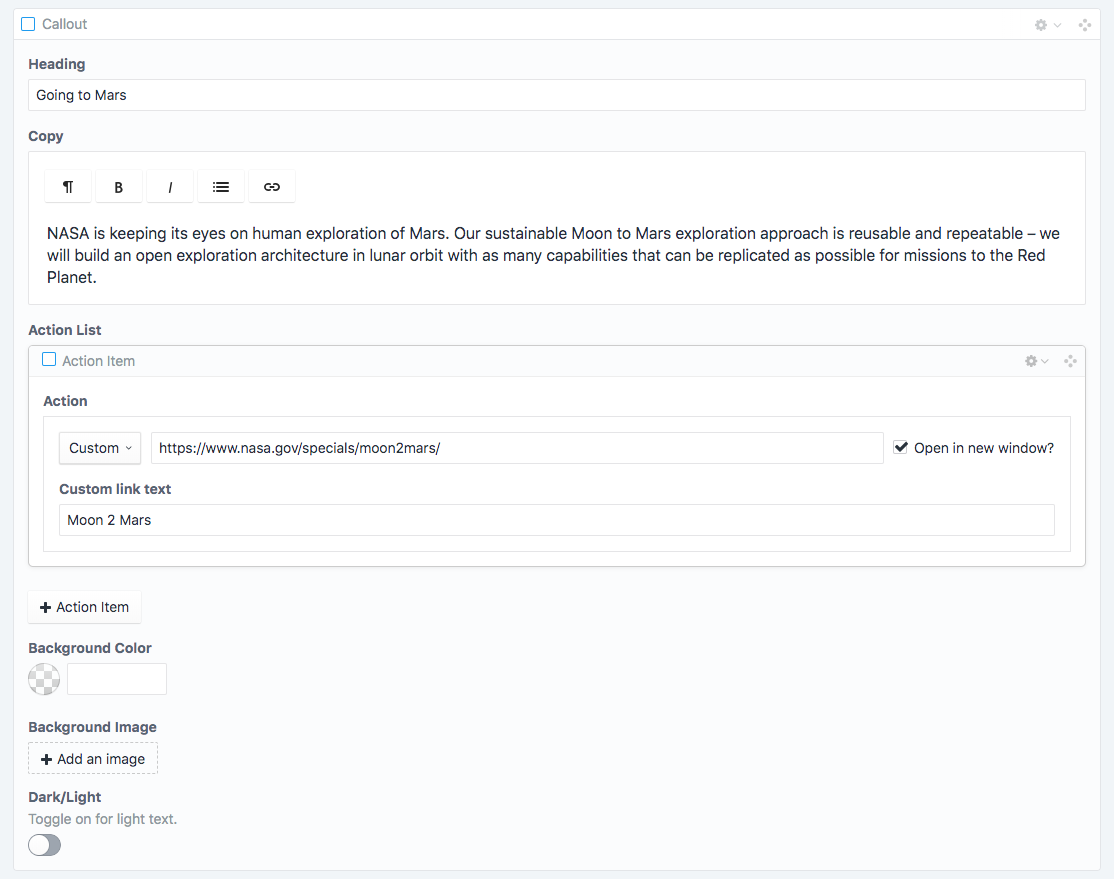 Callout
Heading
Going to Mars
Copy
¶ B I
NASA is keeping its eyes on human exploration of Mars. Our sustainable Moon to Mars exploration approach is reusable and repeatable – we
will build an open exploration architecture in lunar orbit with as many capabilities that can be replicated as possible for missions to the Red
Planet.
Action List
Action Item
Action
Custom https://www.nasa.gov/specials/moon2mars/ Open in new window?
Custom link text
Moon 2 Mars
+ Action Item
Background Color
Background Image
+ Add an image
Dark/Light
Toggle on for light text.